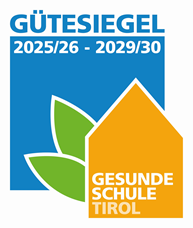 GÜTESIEGEL
2025/26 - 2029/30
GESUNDE
SCHULE
TIROL